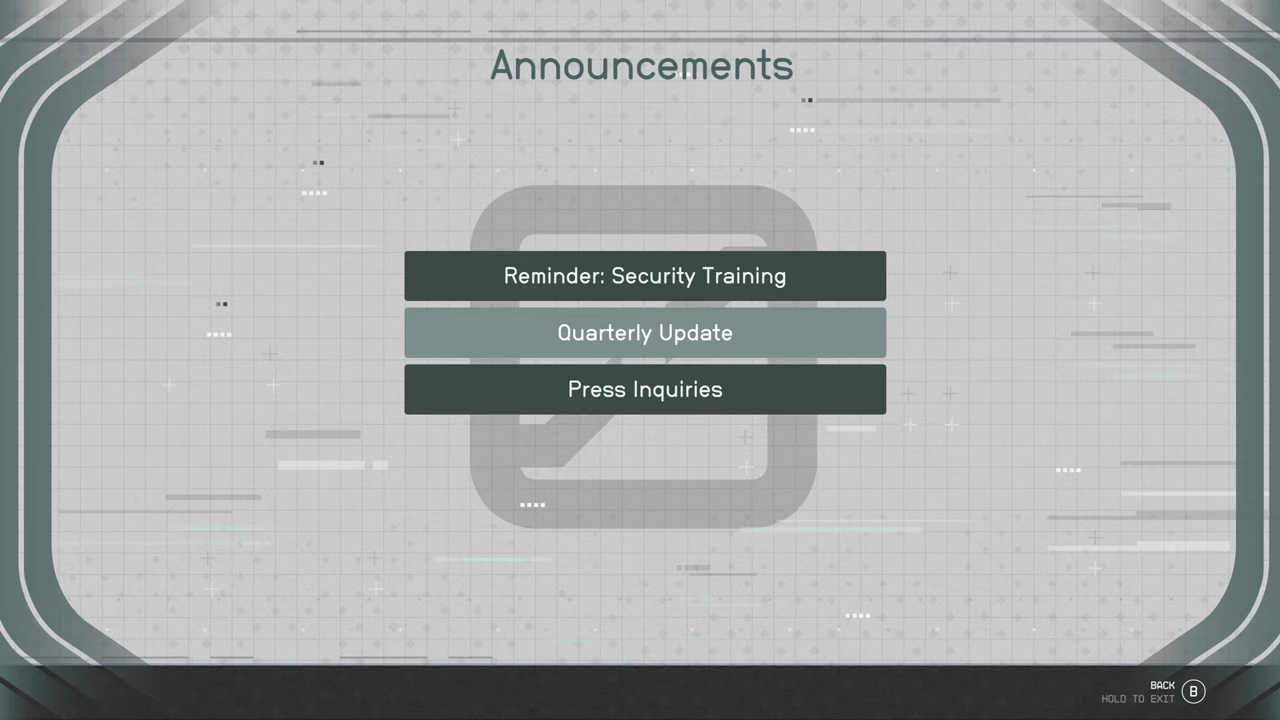 Announcements
Reminder: Security Training
Quarterly Update
Press Inquiries
BACK
HOLD TO EXIT
B